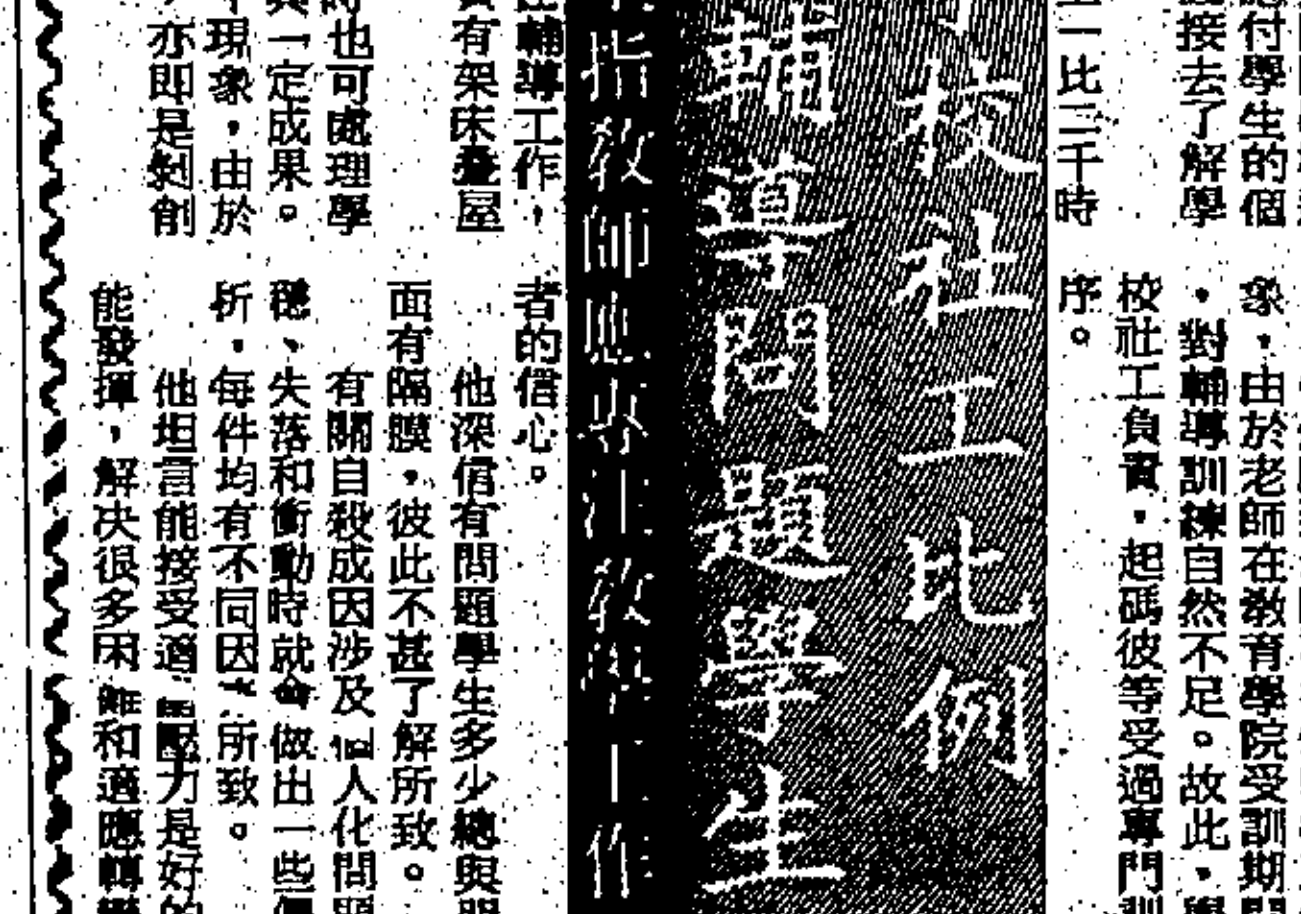 付學生的個
接去了解學
一比三千時
象，由於老師在教育學院受訓期
，對輔導訓練自然不足。故此，學
校社工負責，起碼彼等受過專門訓
序。
校社工比例
輔導問題學生
指教師應專注教學工作
輔導工作，
有架床疊屋
也可處理學
一定成果。
現象，由於
亦即是剝削
者的信心。
他深信有問題學生多少總與
面有隔膜，彼此不甚了解所致。
有關自殺成因涉及個人化問題
穩、失落和衝動時就會做出一些
析，每件均有不同因素所致。
他坦言能接受適當壓力是好的
能發揮，解決很多困難和適應轉變